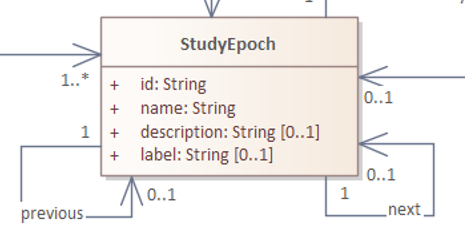 1
StudyEpoch
1..*
+ id: String
+ name: String
+ description: String [0..1]
+ label: String [0..1]
0..1
1
0..1
0..1
1
previous
next